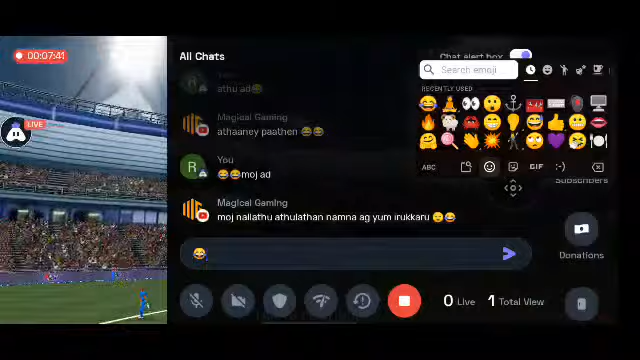 00:07:41
All Chats
Chat alert box
Search emoji
RECENTLY USED
LIVE
athu ad😂
Magical Gaming
athaaney paathen 😂😂
You
😂😂moj ad
Magical Gaming
moj nallathu athulathan namna ag yum irukkaru 😌😂
😂
ABC
GIF
:-)
Subscribers
Donations
0 Live
1 Total View
R